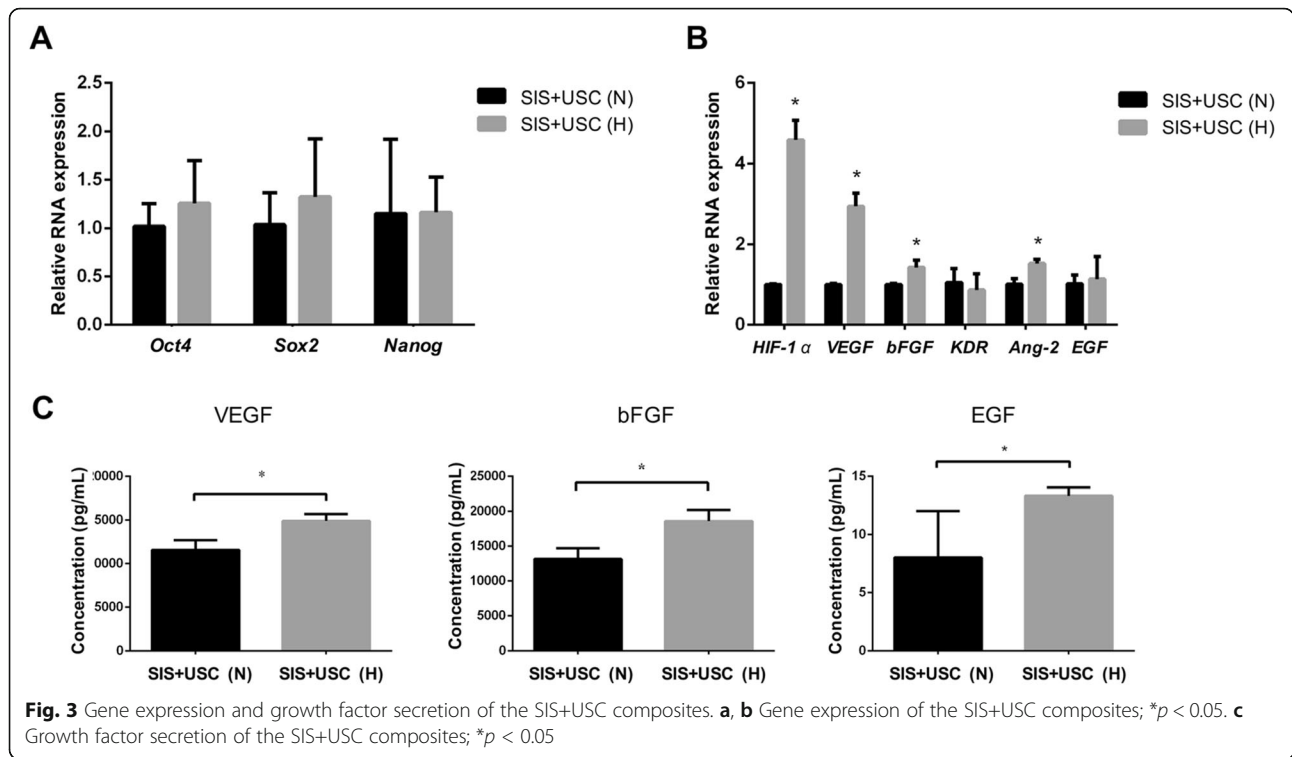 A
Relative RNA expression
2.5
2.0
1.5
1.0
0.5
0.0
Oct4 Sox2 Nanog
SIS+USC (N)
SIS+USC (H)
B
Relative RNA expression
6
4
2
0
* * * *
HIF-1 α VEGF bFGF KDR Ang-2 EGF
SIS+USC (N)
SIS+USC (H)
C
VEGF
Concentration (pg/mL)
0000
5000
0000
5000
0
*
SIS+USC (N) SIS+USC (H)
bFGF
Concentration (pg/mL)
25000
20000
15000
10000
5000
0
*
SIS+USC (N) SIS+USC (H)
EGF
Concentration (pg/mL)
15
10
5
0
*
SIS+USC (N) SIS+USC (H)
Fig. 3 Gene expression and growth factor secretion of the SIS+USC composites. a, b Gene expression of the SIS+USC composites; *p < 0.05. c
Growth factor secretion of the SIS+USC composites; *p < 0.05